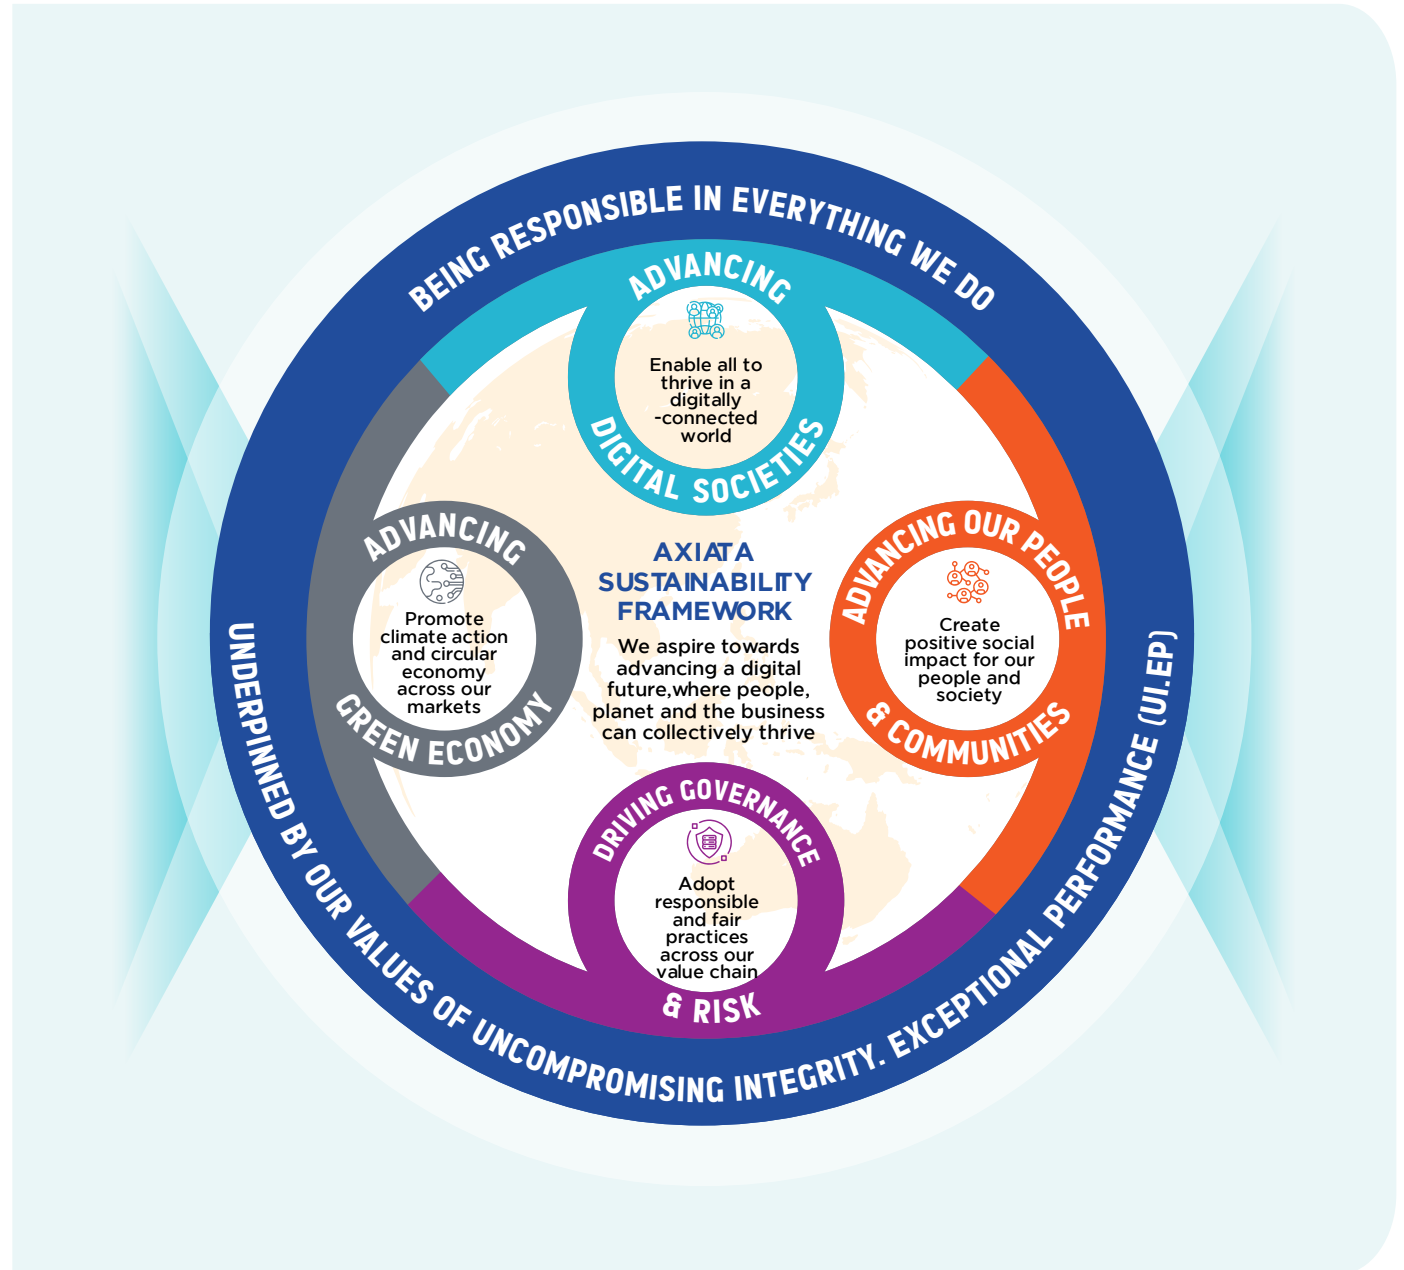 BEING RESPONSIBLE IN EVERYTHING WE DO
ADVANCING
Enable all to
thrive in a
digitally
-connected
world
DIGITAL SOCIETIES
ADVANCING
Promote
climate action
and circular
economy
across our
markets
GREEN ECONOMY
AXIATA
SUSTAINABILITY
FRAMEWORK
We aspire towards
advancing a digital
future,where people,
planet and the business
can collectively thrive
ADVANCING OUR PEOPLE
Create
positive social
impact for our
people and
society
& COMMUNITIES
DRIVING GOVERNANCE
Adopt
responsible
and fair
practices
across our
value chain
& RISK
UNDERPINNED BY OUR VALUES OF UNCOMPROMISING INTEGRITY. EXCEPTIONAL PERFORMANCE (UI.EP)